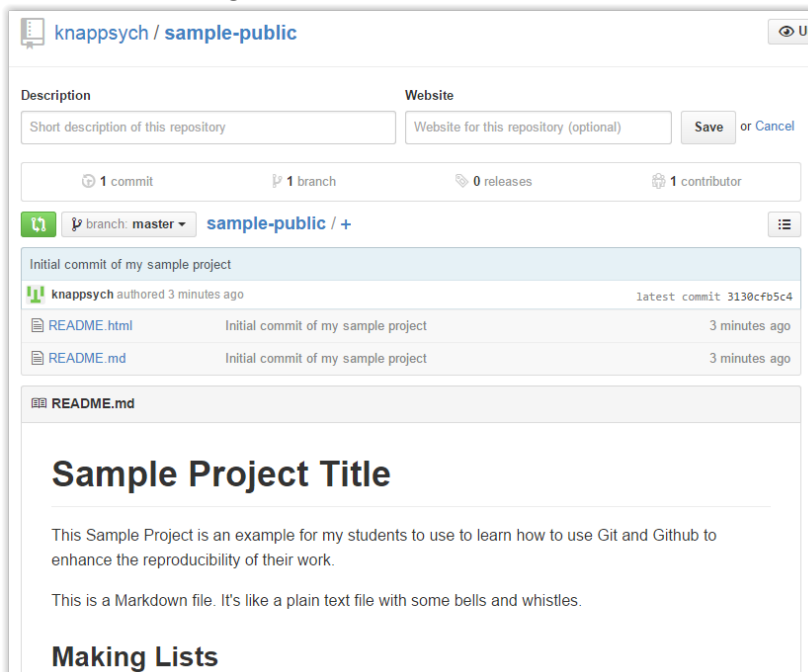 knappsych / sample-public
Description Website
Short description of this repository Website for this repository (optional) Save or Cancel
1 commit 1 branch 0 releases 1 contributor
branch: master sample-public / +
Initial commit of my sample project
knappsych authored 3 minutes ago latest commit 3130cfb5c4
README.html Initial commit of my sample project 3 minutes ago
README.md Initial commit of my sample project 3 minutes ago
README.md
Sample Project Title
This Sample Project is an example for my students to use to learn how to use Git and Github to
enhance the reproducibility of their work.
This is a Markdown file. It's like a plain text file with some bells and whistles.
Making Lists